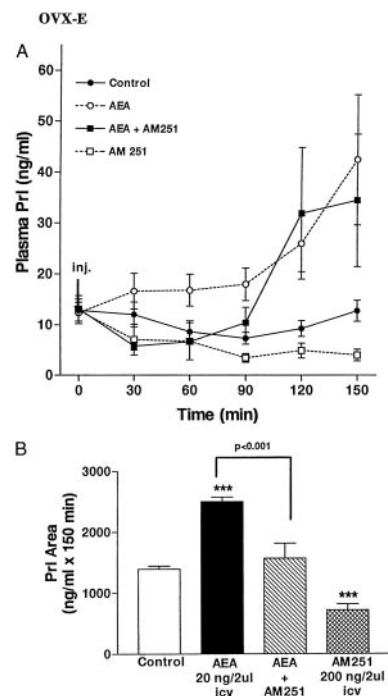 OVX-E
A
Control
AEA
AEA + AM251
AM 251
Plasma Prl (ng/ml)
60
50
40
30
20
10
0
inj.
0 30 60 90 120 150
Time (min)
B
p<0.001
Prl Area
(ng/ml x 150 min)
3000
2000
1000
0
***
***
Control
AEA
20 ng/2ul
icv
AEA
+
AM251
AM251
200 ng/2ul
icv